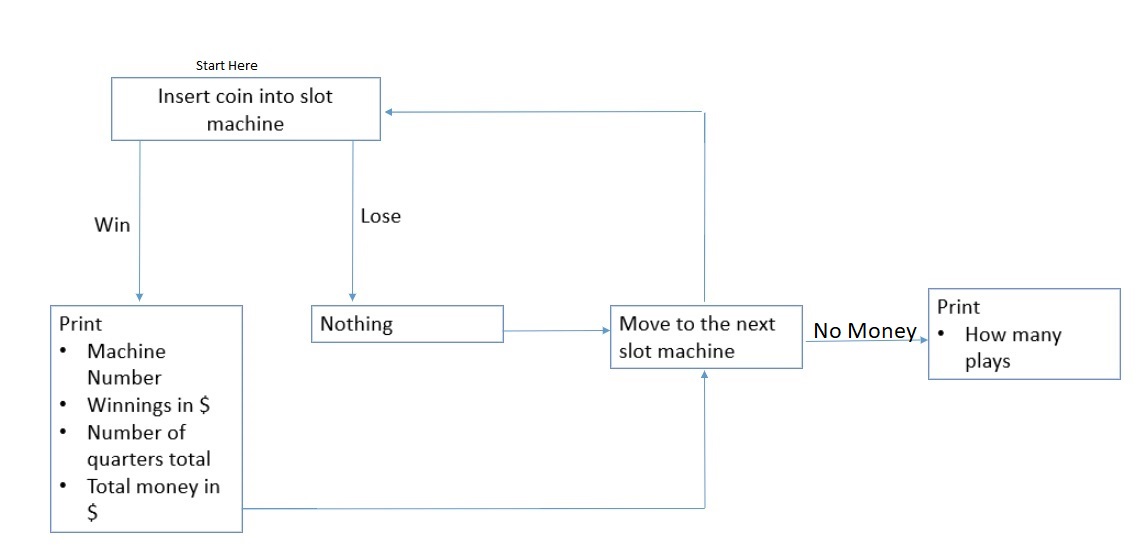 Start Here
Insert coin into slot
machine
Win
Lose
Print
• Machine
Number
• Winnings in $
• Number of
quarters total
• Total money in
$
Nothing
Move to the next
slot machine
No Money
Print
• How many
plays